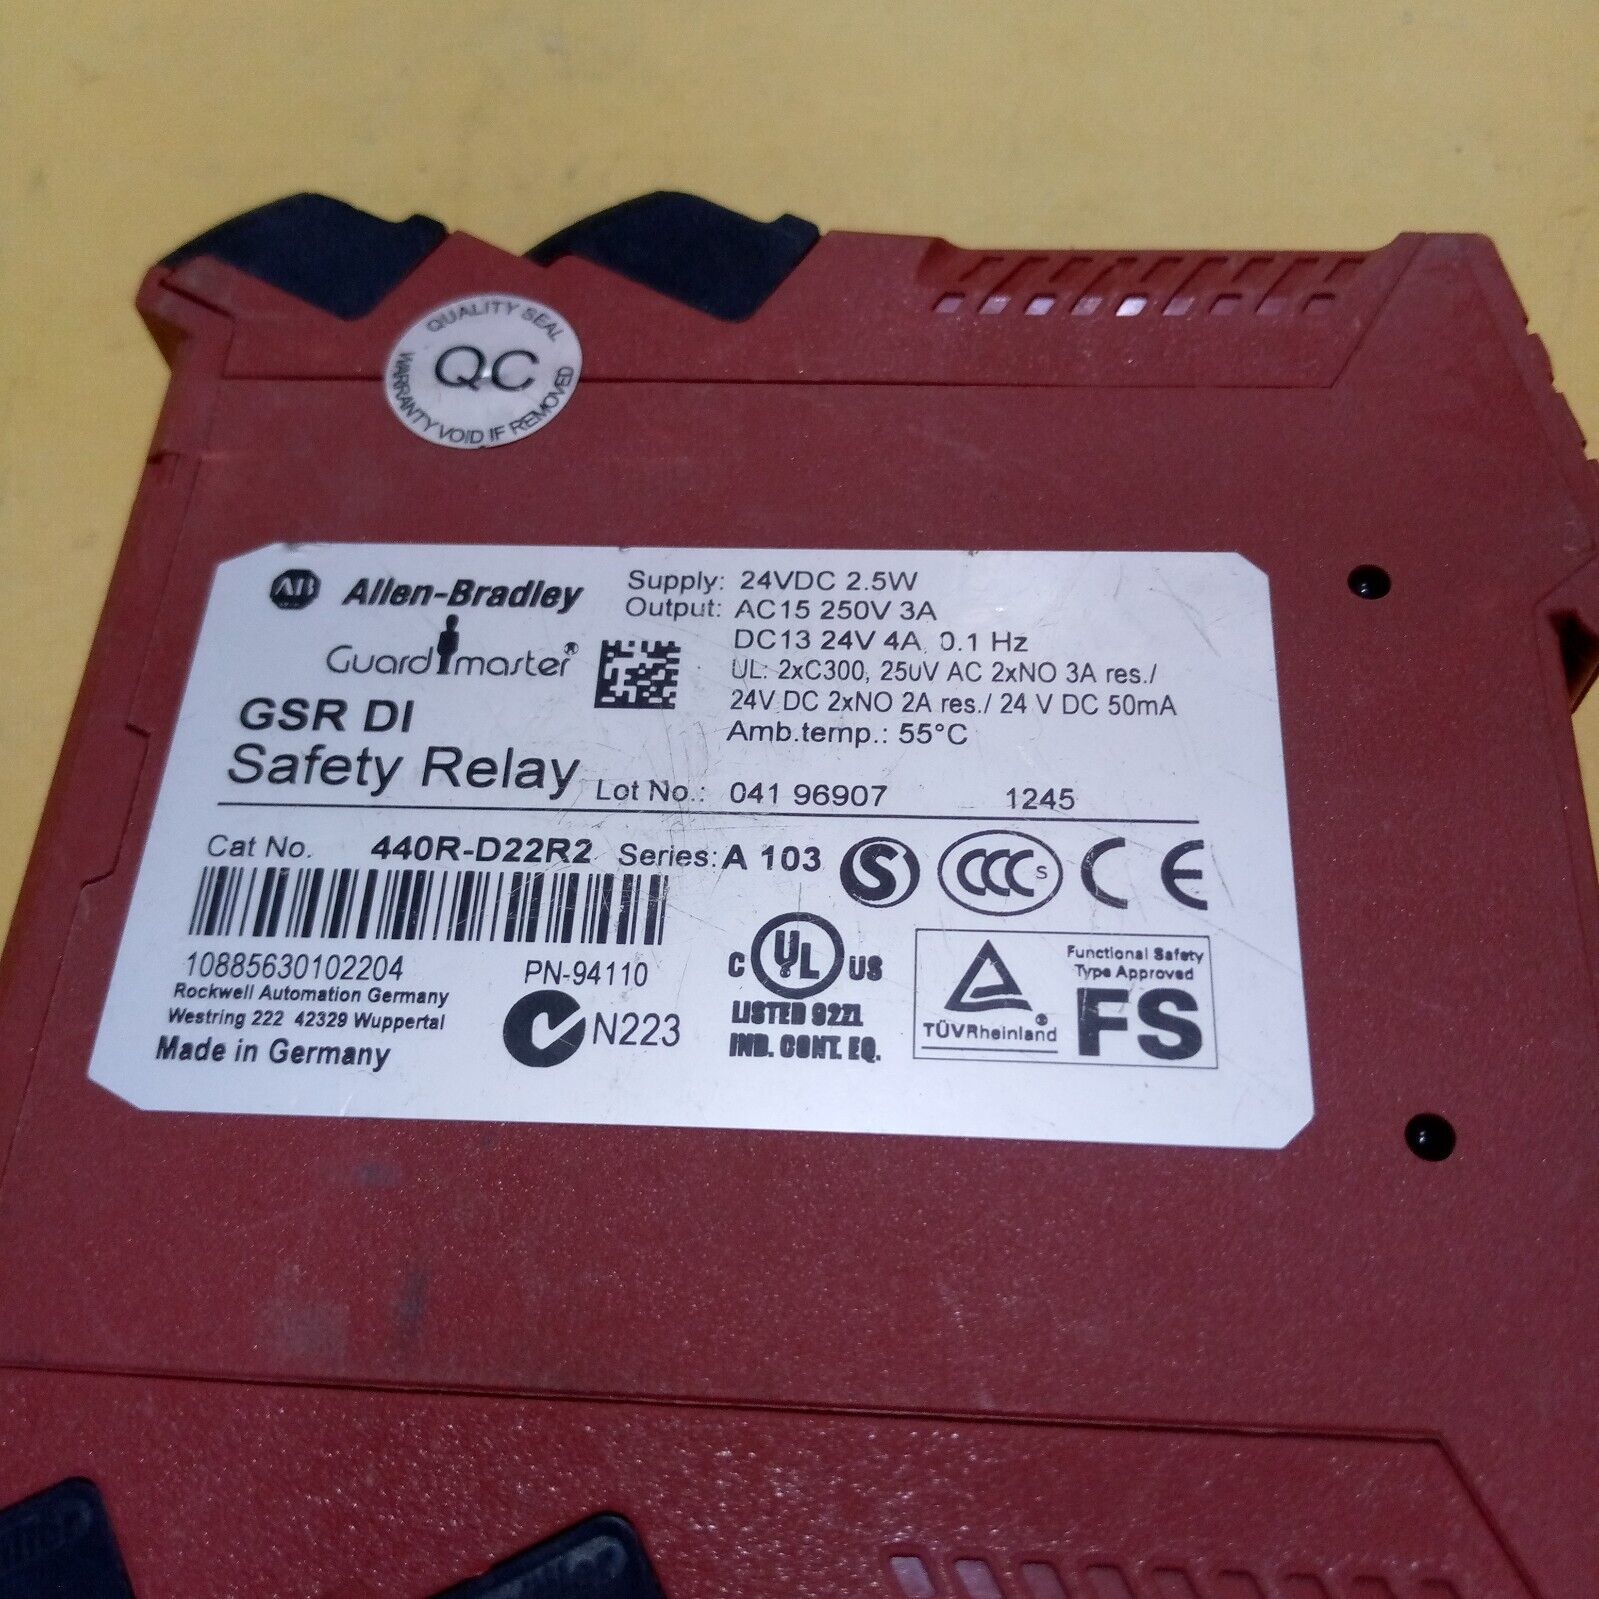 QUALITY SEAL
QC
WARRANTY VOID IF REMOVED
AB Allen-Bradley
Guardmaster®
GSR DI
Safety Relay
Supply: 24VDC 2.5W
Output: AC15 250V 3A
DC13 24V 4A, 0.1 Hz
UL: 2xC300, 250V AC 2xNO 3A res./
24V DC 2xNO 2A res./ 24 V DC 50mA
Amb.temp.: 55°C
Lot No.: 041 96907 1245
Cat No. 440R-D22R2 Series: A 103
S CCC S CE
10885630102204 PN-94110
Rockwell Automation Germany
Westring 222 42329 Wuppertal
Made in Germany
N223
C UL US
LISTED 9ZZ1
IND. CONT. EQ.
TÜVRheinland®
Functional Safety
Type Approved
FS